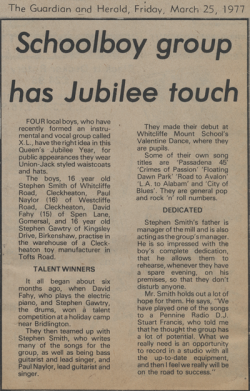 The Guardian and Herald, Friday, March 25, 1977
Schoolboy group
has Jubilee touch
FOUR local boys, who have
recently formed an instru-
mental and vocal group called
X.L., have the right idea in this
Queen's Jubilee Year, for
public appearances they wear
Union-Jack styled waistcoats
and hats.
The boys, 16 year old
Stephen Smith of Whitcliffe
Road, Cleckheaton, Paul
Naylor (16) of Westcliffe
Road, Cleckheaton, David
Fahy (15) of Spen Lane,
Gomersal, and 16 year old
Stephen Gawtry of Kingsley
Drive, Birkenshaw, practise in
the warehouse of a Cleck-
heaton toy manufacturer in
Tofts Road.
TALENT WINNERS
It all began about six
months ago, when David
Fahy, who plays the electric
piano, and Stephen Gawtry,
the drums, won a talent
competition at a holiday camp
near Bridlington.
They then teamed up with
Stephen Smith, who writes
many of the songs for the
group, as well as being bass
guitarist and lead singer, and
Paul Naylor, lead guitarist and
singer.
They made their debut at
Whitcliffe Mount School's
Valentine Dance, where they
are pupils.
Some of their own song
titles are 'Pasadena 46'
'Crimes of Passion' 'Floating
Dawn Park' 'Road to Avalon'
'L.A. to Alabam' and 'City of
Blues'. They are general pop
and rock 'n' roll numbers.
DEDICATED
Stephen Smith's father is
manager of the mill and is also
acting as the group's manager.
He is so impressed with the
boy's complete dedication,
that he allows them to
rehearse, whenever they have
a spare evening, on his
premises, so that they don't
disturb anyone.
Mr. Smith holds out a lot of
hope for them. He says, "We
have played one of the songs
to a Pennine Radio D.J.
Stuart Francis, who told me
that he thought the group has
a lot of potential. What we
really need is an opportunity
to record in a studio with all
the up-to-date equipment,
and then I feel we really will be
on the road to success."